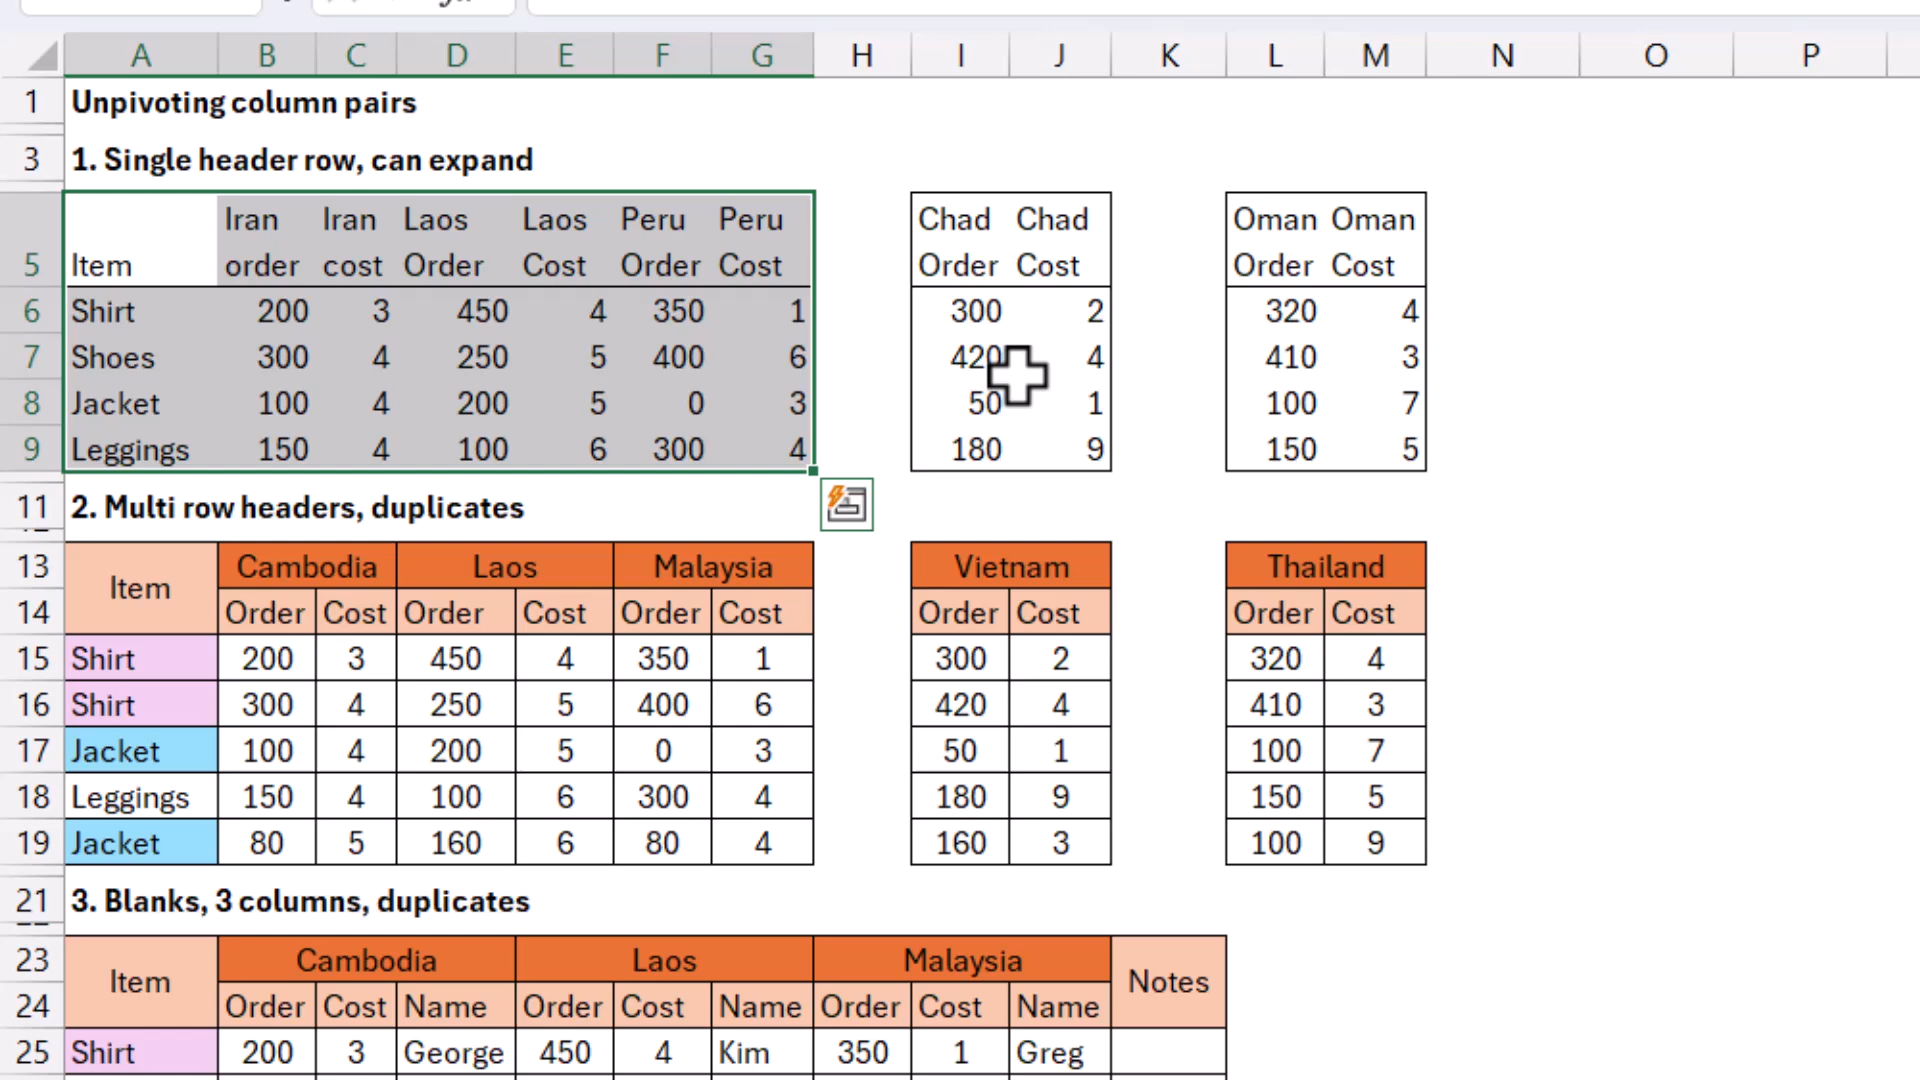 A B C D E F G H I J K L M N O P
1 Unpivoting column pairs
3 1. Single header row, can expand
Iran Iran Laos Laos Peru Peru Chad Chad Oman Oman
5 Item order cost Order Cost Order Cost Order Cost Order Cost
6 Shirt 200 3 450 4 350 1 300 2 320 4
7 Shoes 300 4 250 5 400 6 420 4 410 3
8 Jacket 100 4 200 5 0 3 50 1 100 7
9 Leggings 150 4 100 6 300 4 180 9 150 5
11 2. Multi row headers, duplicates
13 Item Cambodia Laos Malaysia Vietnam Thailand
14 Order Cost Order Cost Order Cost Order Cost Order Cost
15 Shirt 200 3 450 4 350 1 300 2 320 4
16 Shirt 300 4 250 5 400 6 420 4 410 3
17 Jacket 100 4 200 5 0 3 50 1 100 7
18 Leggings 150 4 100 6 300 4 180 9 150 5
19 Jacket 80 5 160 6 80 4 160 3 100 9
21 3. Blanks, 3 columns, duplicates
23 Item Cambodia Laos Malaysia Notes
24 Order Cost Name Order Cost Name Order Cost Name
25 Shirt 200 3 George 450 4 Kim 350 1 Greg